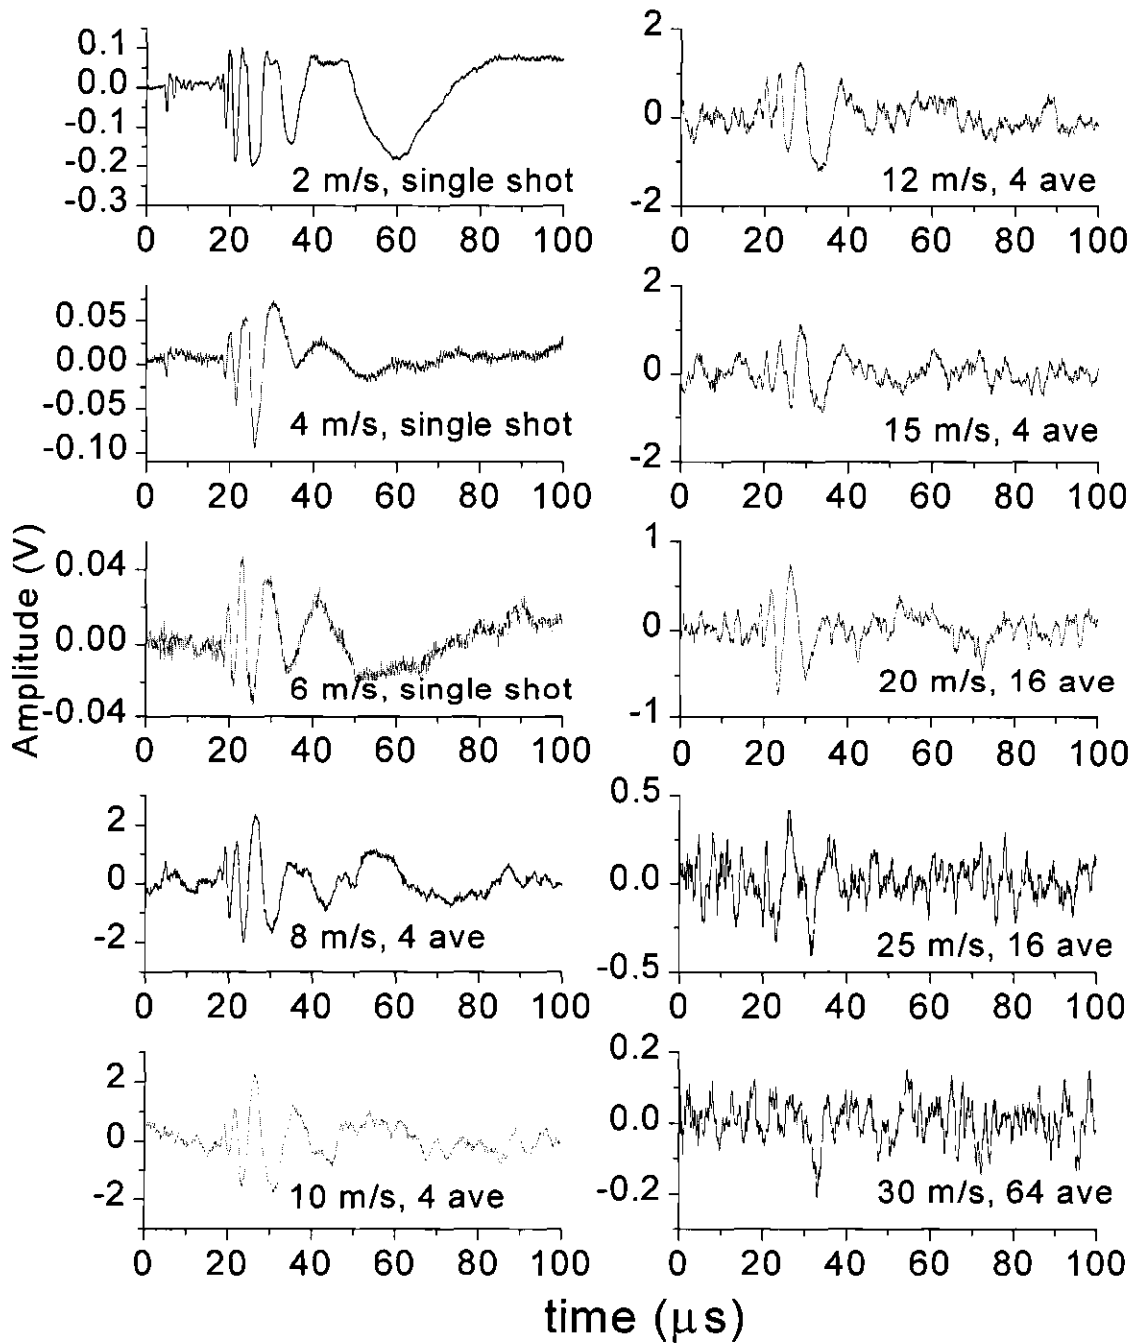 0.1
0.0
-0.1
-0.2
-0.3
2 m/s, single shot
0 20 40 60 80 100
2
0
-2
12 m/s, 4 ave
0 20 40 60 80 100
0.05
0.00
-0.05
-0.10
4 m/s, single shot
0 20 40 60 80 100
2
0
-2
15 m/s, 4 ave
0 20 40 60 80 100
Amplitude (V)
0.04
0.00
-0.04
6 m/s, single shot
0 20 40 60 80 100
1
0
-1
20 m/s, 16 ave
0 20 40 60 80 100
2
0
-2
8 m/s, 4 ave
0 20 40 60 80 100
0.5
0.0
-0.5
25 m/s, 16 ave
0 20 40 60 80 100
2
0
-2
10 m/s, 4 ave
0 20 40 60 80 100
0.2
0.0
-0.2
30 m/s, 64 ave
0 20 40 60 80 100
time (μs)